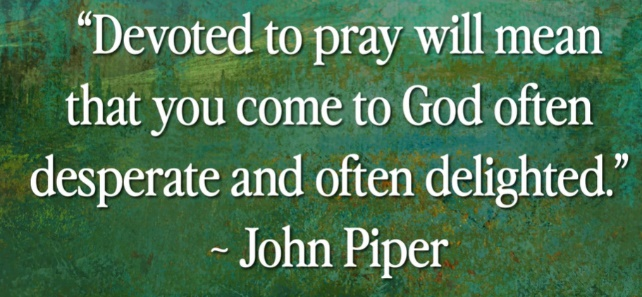 “Devoted to pray will mean
that you come to God often
desperate and often delighted.”
~ John Piper